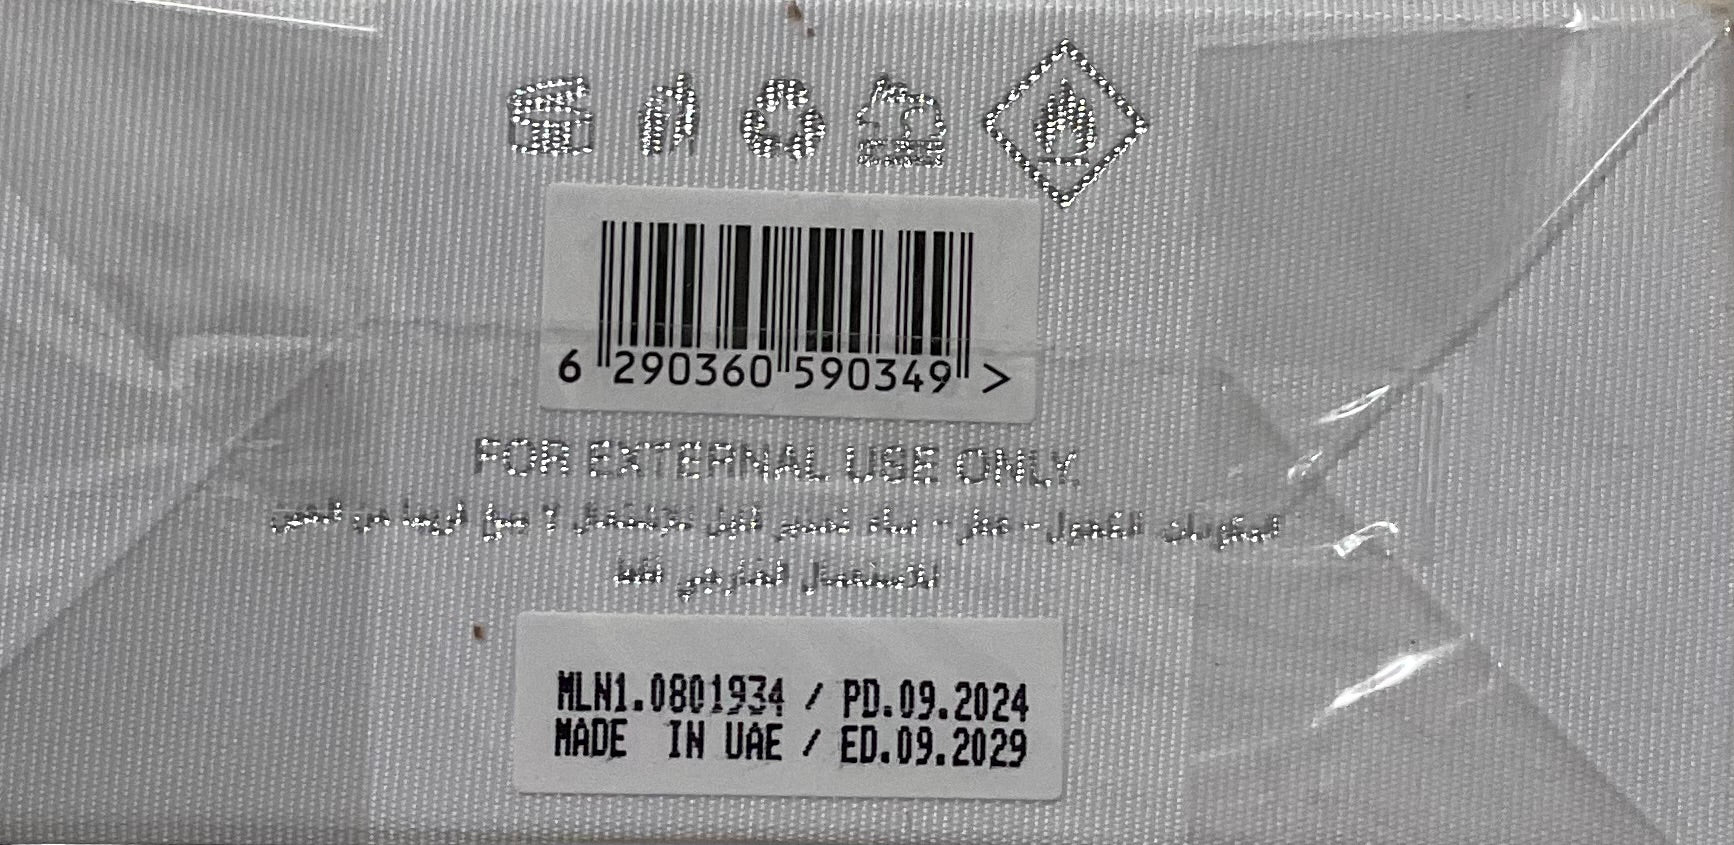 6 290360 590349 >
FOR EXTERNAL USE ONLY.
المكونات الكحول - عطر - ماء
للاستعمال الخارجي فقط
MLN1.0801934 / PD.09.2024
MADE IN UAE / ED.09.2029